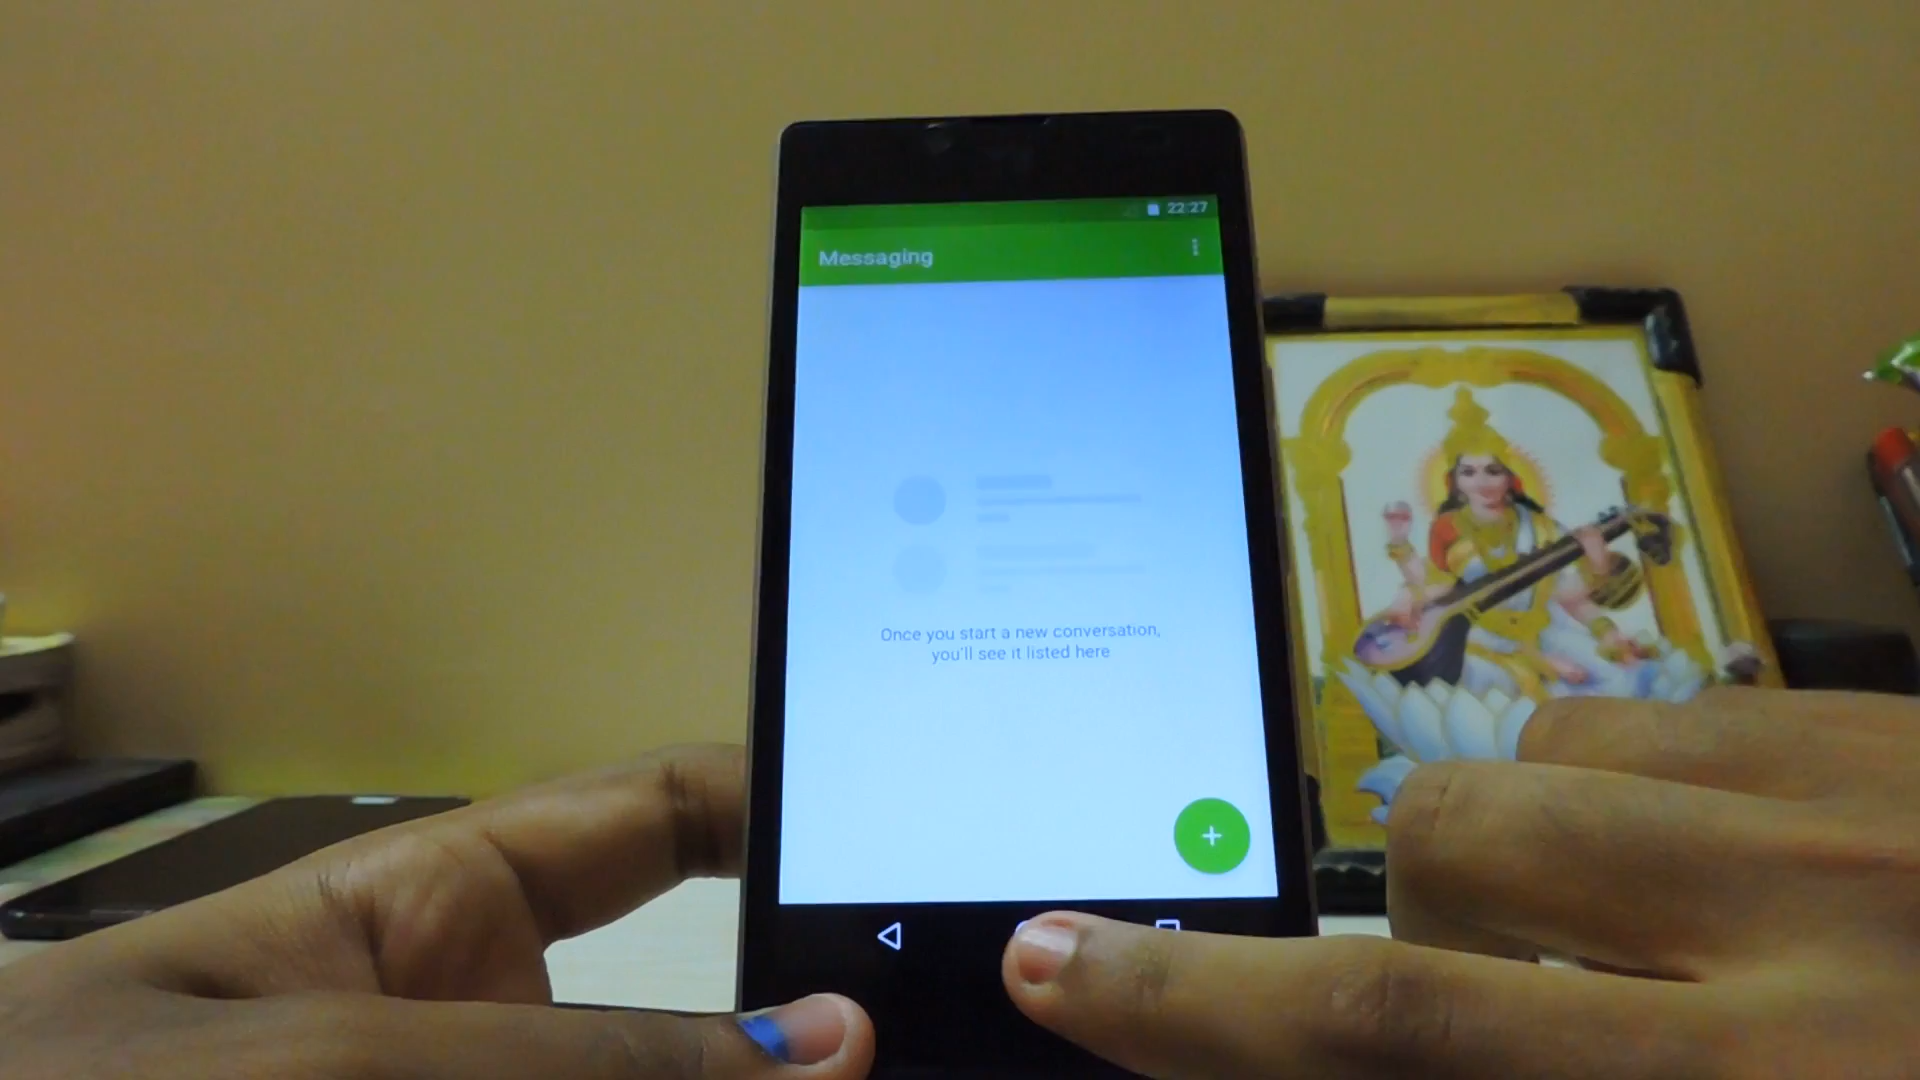 22:27
Messaging
Once you start a new conversation,
you'll see it listed here